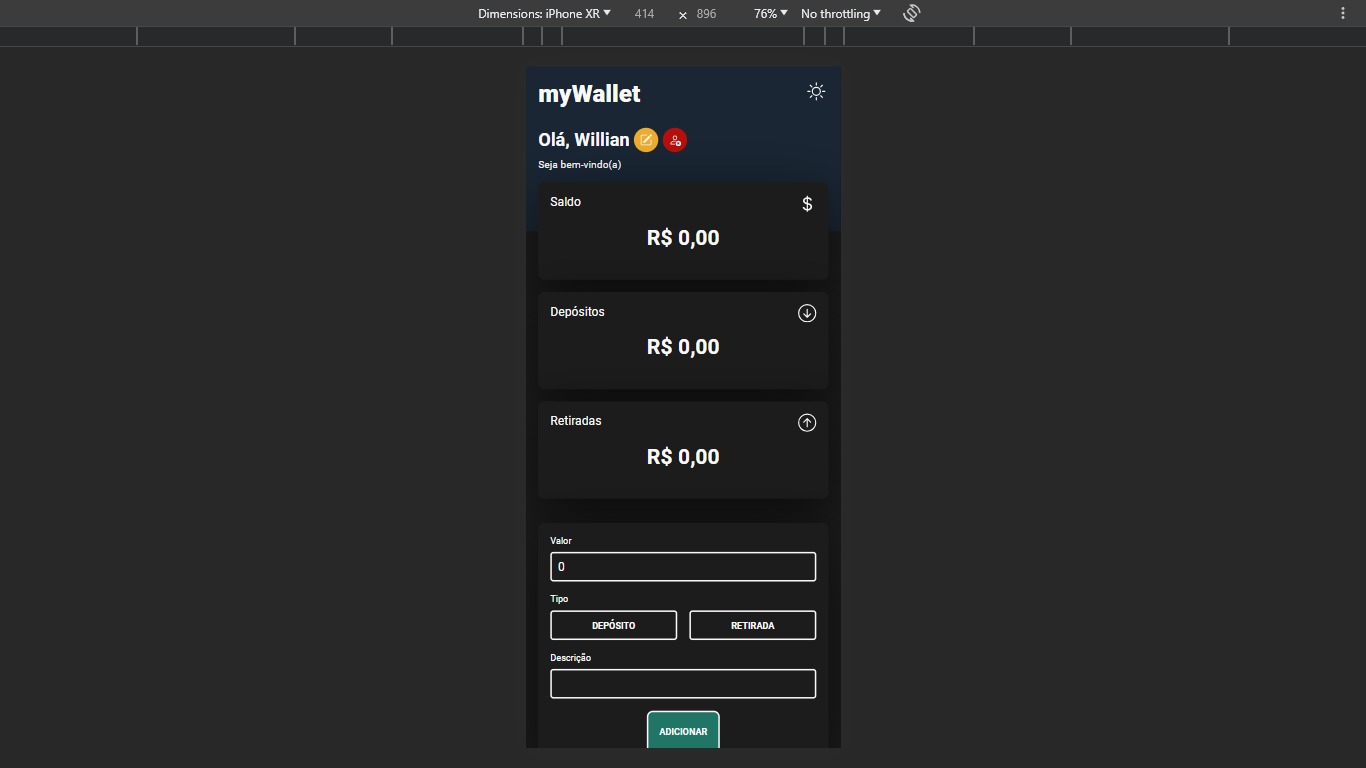 Dimensions: iPhone XR 414 × 896 76% No throttling
myWallet
Olá, Willian
Seja bem-vindo(a)
Saldo $
R$ 0,00
Depósitos
R$ 0,00
Retiradas
R$ 0,00
Valor
0
Tipo
DEPÓSITO RETIRADA
Descrição
ADICIONAR